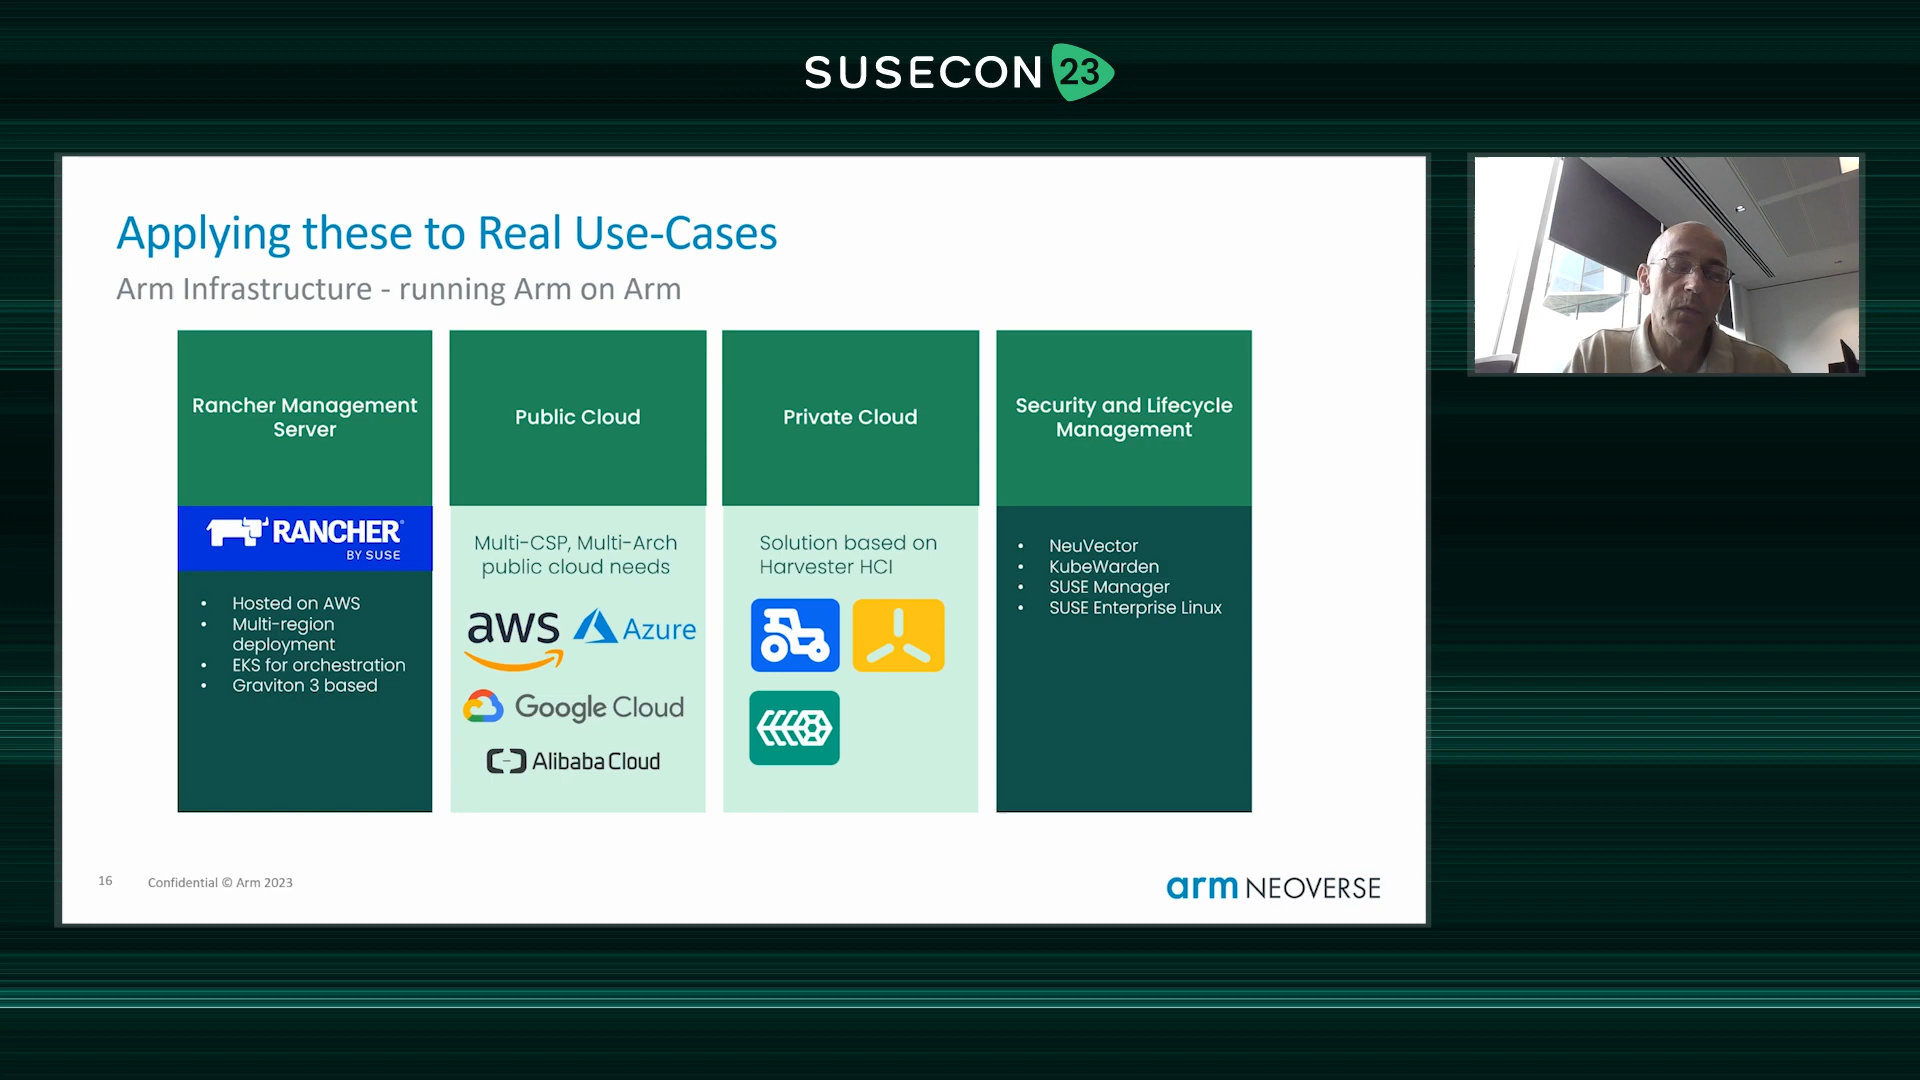 SUSECON 23
Applying these to Real Use-Cases
Arm Infrastructure - running Arm on Arm
Rancher Management
Server
RANCHER
BY SUSE
• Hosted on AWS
• Multi-region
deployment
• EKS for orchestration
• Graviton 3 based
Public Cloud
Multi-CSP, Multi-Arch
public cloud needs
aws
Azure
Google Cloud
Alibaba Cloud
Private Cloud
Solution based on
Harvester HCI
Security and Lifecycle
Management
• NeuVector
• KubeWarden
• SUSE Manager
• SUSE Enterprise Linux
16
Confidential © Arm 2023
arm NEOVERSE